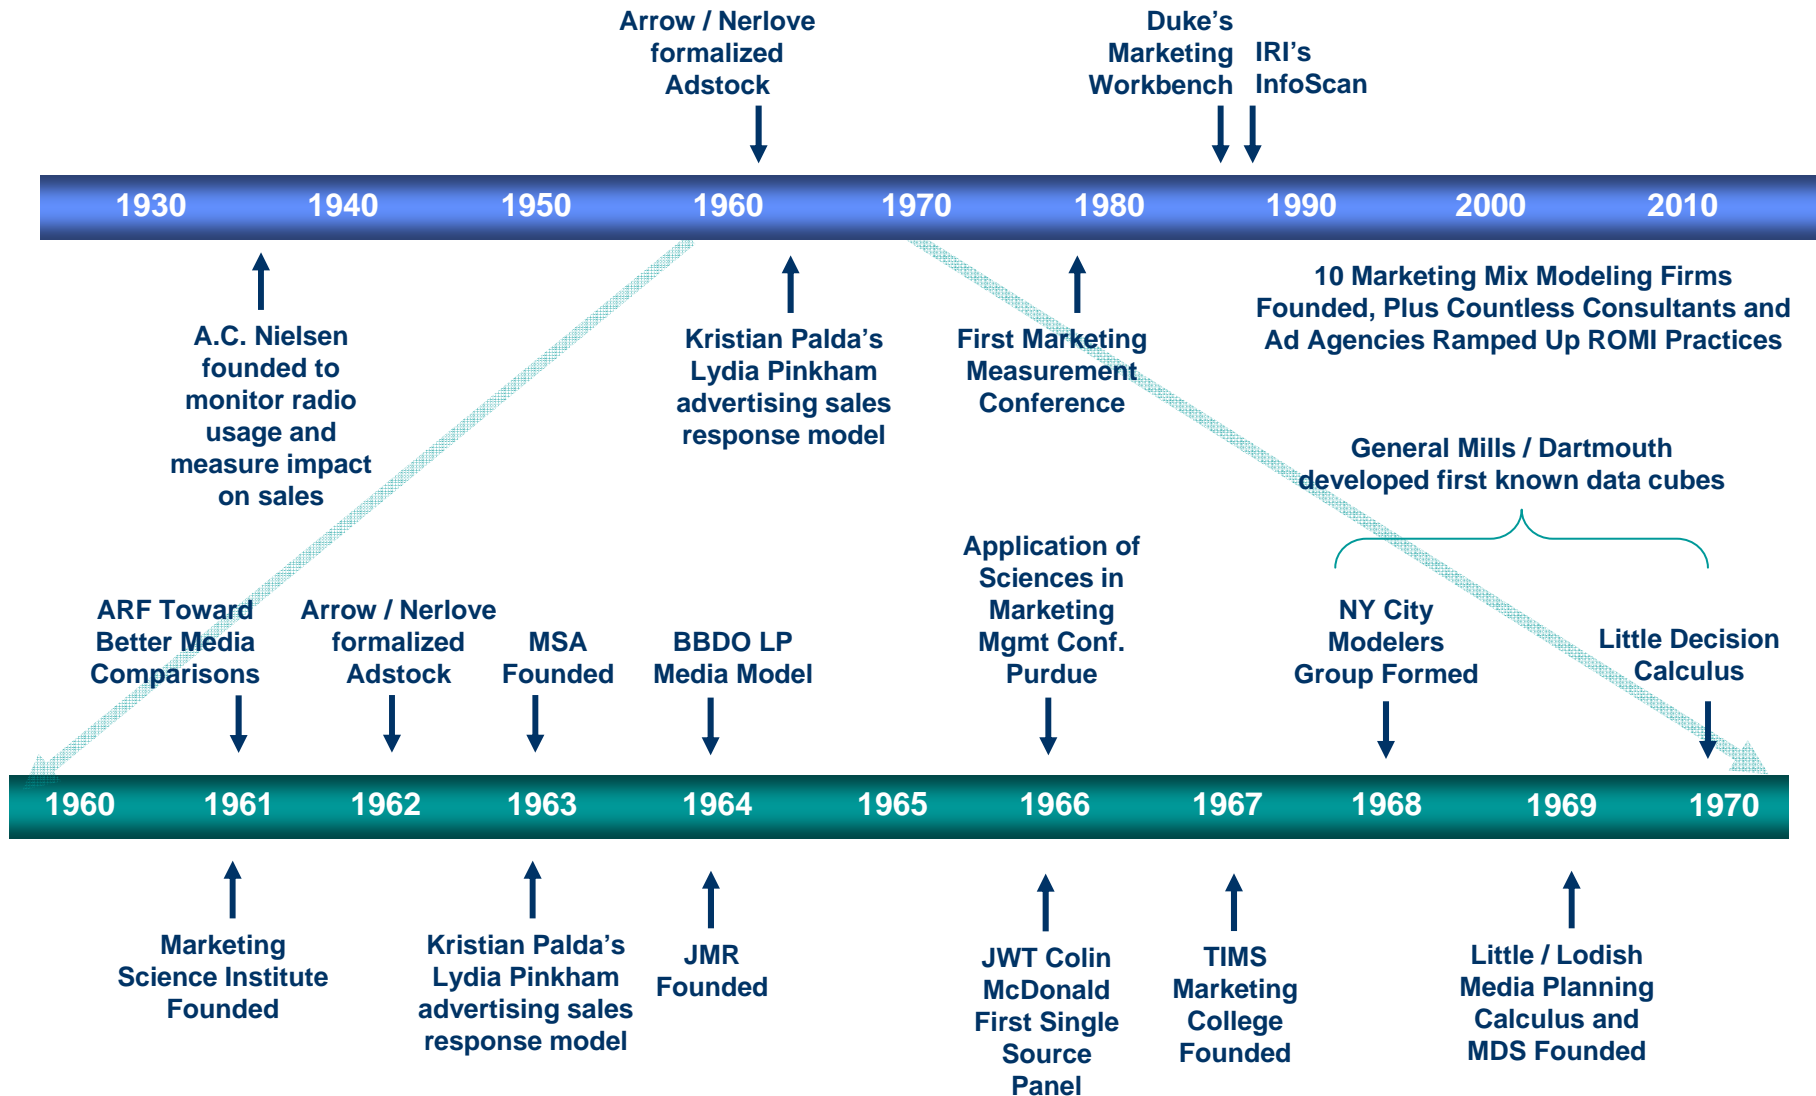 Arrow / Nerlove
formalized
Adstock
Duke’s
Marketing
Workbench
IRI’s
InfoScan
1930 1940 1950 1960 1970 1980 1990 2000 2010
A.C. Nielsen
founded to
monitor radio
usage and
measure impact
on sales
Kristian Palda’s
Lydia Pinkham
advertising sales
response model
First Marketing
Measurement
Conference
10 Marketing Mix Modeling Firms
Founded, Plus Countless Consultants and
Ad Agencies Ramped Up ROMI Practices
General Mills / Dartmouth
developed first known data cubes
ARF Toward
Better Media
Comparisons
Arrow / Nerlove
formalized
Adstock
MSA
Founded
BBDO LP
Media Model
Application of
Sciences in
Marketing
Mgmt Conf.
Purdue
NY City
Modelers
Group Formed
Little Decision
Calculus
1960 1961 1962 1963 1964 1965 1966 1967 1968 1969 1970
Marketing
Science Institute
Founded
Kristian Palda’s
Lydia Pinkham
advertising sales
response model
JMR
Founded
JWT Colin
McDonald
First Single
Source
Panel
TIMS
Marketing
College
Founded
Little / Lodish
Media Planning
Calculus and
MDS Founded